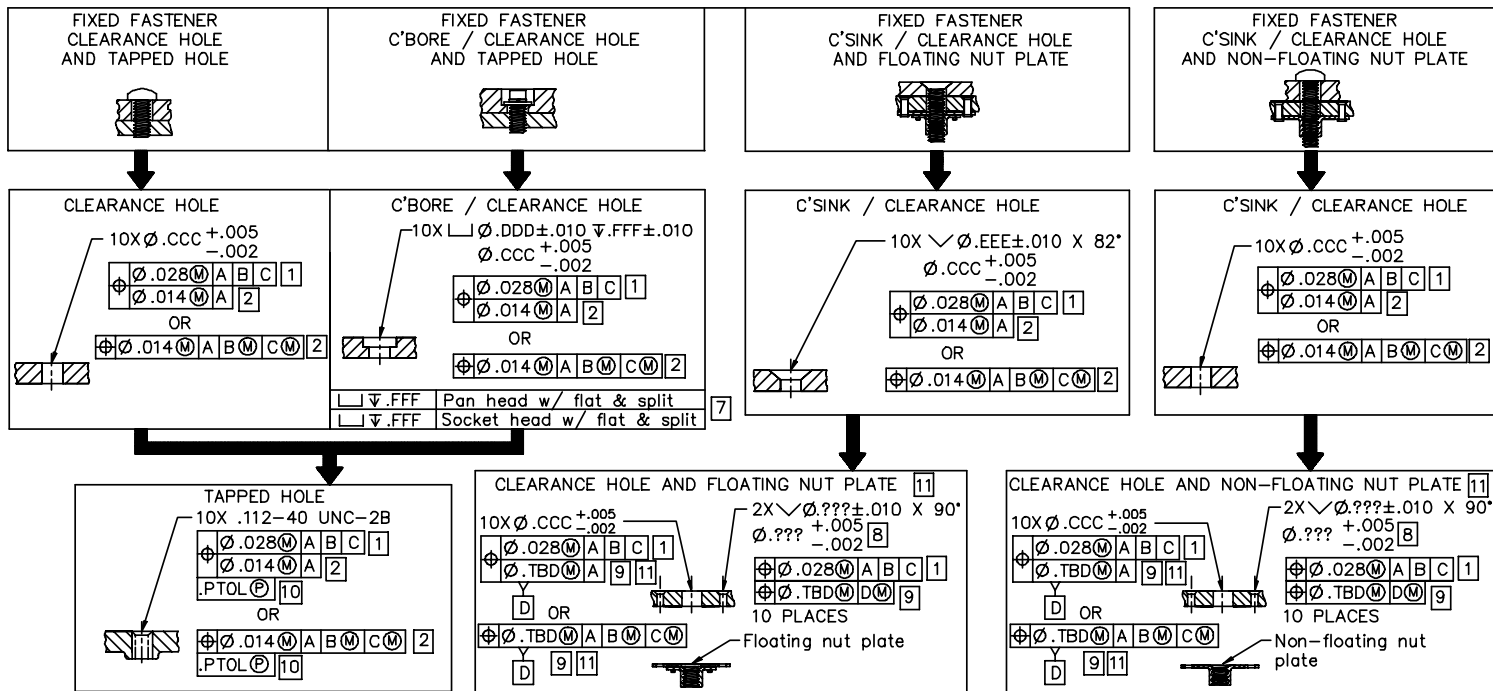 FIXED FASTENER
CLEARANCE HOLE
AND TAPPED HOLE
FIXED FASTENER
C'BORE / CLEARANCE HOLE
AND TAPPED HOLE
FIXED FASTENER
C'SINK / CLEARANCE HOLE
AND FLOATING NUT PLATE
FIXED FASTENER
C'SINK / CLEARANCE HOLE
AND NON-FLOATING NUT PLATE
CLEARANCE HOLE
10X Ø.CCC +.005
-.002
⌖ Ø.028Ⓜ A B C 1
Ø.014Ⓜ A 2
OR
⌖ Ø.014Ⓜ A BⓂ CⓂ 2
C'BORE / CLEARANCE HOLE
10X ⌴ Ø.DDD±.010 ↧.FFF±.010
Ø.CCC +.005
-.002
⌖ Ø.028Ⓜ A B C 1
Ø.014Ⓜ A 2
OR
⌖ Ø.014Ⓜ A BⓂ CⓂ 2
⌴ ↧.FFF Pan head w/ flat & split
⌴ ↧.FFF Socket head w/ flat & split
7
C'SINK / CLEARANCE HOLE
10X ⌵ Ø.EEE±.010 X 82°
Ø.CCC +.005
-.002
⌖ Ø.028Ⓜ A B C 1
Ø.014Ⓜ A 2
OR
⌖ Ø.014Ⓜ A BⓂ CⓂ 2
C'SINK / CLEARANCE HOLE
10X Ø.CCC +.005
-.002
⌖ Ø.028Ⓜ A B C 1
Ø.014Ⓜ A 2
OR
⌖ Ø.014Ⓜ A BⓂ CⓂ 2
TAPPED HOLE
10X .112-40 UNC-2B
⌖ Ø.028Ⓜ A B C 1
Ø.014Ⓜ A 2
.PTOLⓅ 10
OR
⌖ Ø.014Ⓜ A BⓂ CⓂ 2
.PTOLⓅ 10
CLEARANCE HOLE AND FLOATING NUT PLATE 11
10X Ø.CCC +.005
-.002
⌖ Ø.028Ⓜ A B C 1
Ø.TBDⓂ A 9 11
D
OR
⌖ Ø.TBDⓂ A BⓂ CⓂ
D
9 11
2X ⌵ Ø.???±.010 X 90°
Ø.??? +.005
-.002 8
⌖ Ø.028Ⓜ A B C 1
⌖ Ø.TBDⓂ DⓂ 9
10 PLACES
Floating nut plate
CLEARANCE HOLE AND NON-FLOATING NUT PLATE 11
10X Ø.CCC +.005
-.002
⌖ Ø.028Ⓜ A B C 1
Ø.TBDⓂ A 9 11
D
OR
⌖ Ø.TBDⓂ A BⓂ CⓂ
D
9 11
2X ⌵ Ø.???±.010 X 90°
Ø.??? +.005
-.002 8
⌖ Ø.028Ⓜ A B C 1
⌖ Ø.TBDⓂ DⓂ 9
10 PLACES
Non-floating nut
plate